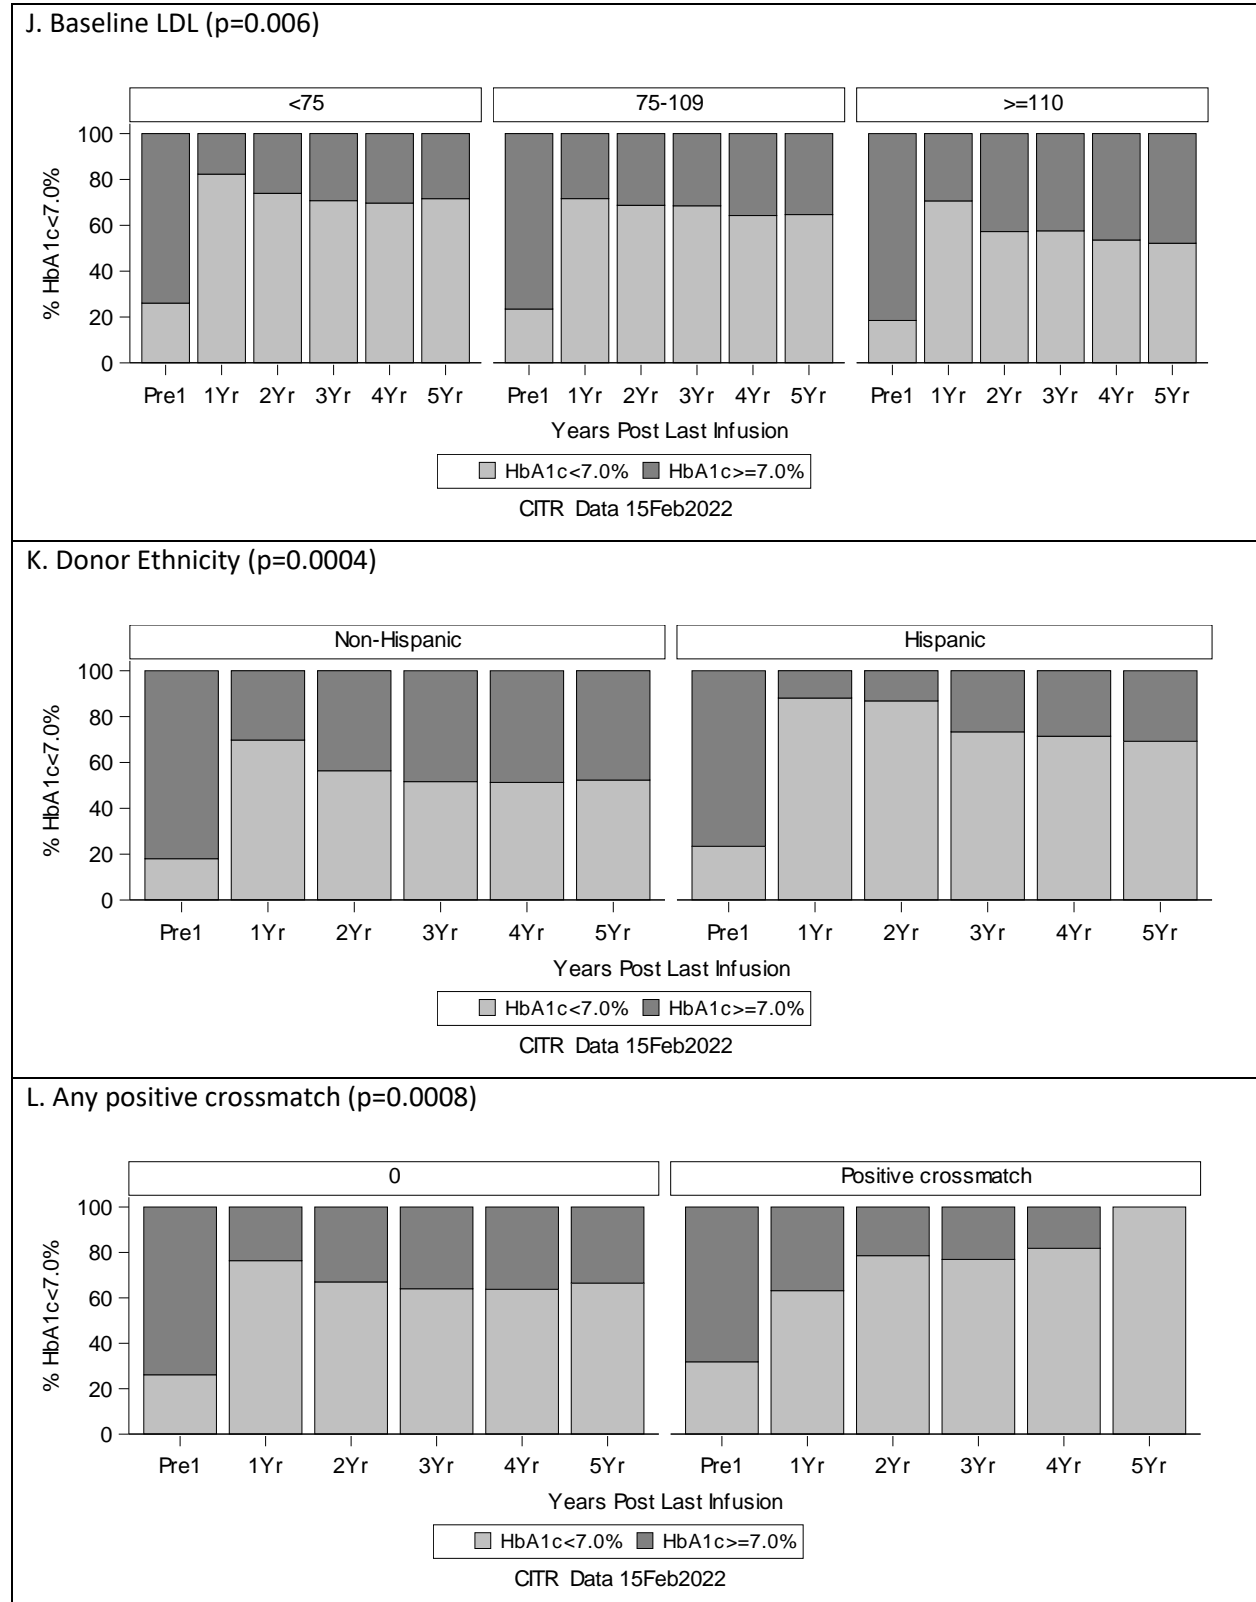 J. Baseline LDL (p=0.006)
<75 75-109 >=110
% HbA1c<7.0%
100
80
60
40
20
0
Pre1 1Yr 2Yr 3Yr 4Yr 5Yr Pre1 1Yr 2Yr 3Yr 4Yr 5Yr Pre1 1Yr 2Yr 3Yr 4Yr 5Yr
Years Post Last Infusion
HbA1c<7.0% HbA1c>=7.0%
CITR Data 15Feb2022
K. Donor Ethnicity (p=0.0004)
Non-Hispanic Hispanic
% HbA1c<7.0%
100
80
60
40
20
0
Pre1 1Yr 2Yr 3Yr 4Yr 5Yr Pre1 1Yr 2Yr 3Yr 4Yr 5Yr
Years Post Last Infusion
HbA1c<7.0% HbA1c>=7.0%
CITR Data 15Feb2022
L. Any positive crossmatch (p=0.0008)
0 Positive crossmatch
% HbA1c<7.0%
100
80
60
40
20
0
Pre1 1Yr 2Yr 3Yr 4Yr 5Yr Pre1 1Yr 2Yr 3Yr 4Yr 5Yr
Years Post Last Infusion
HbA1c<7.0% HbA1c>=7.0%
CITR Data 15Feb2022